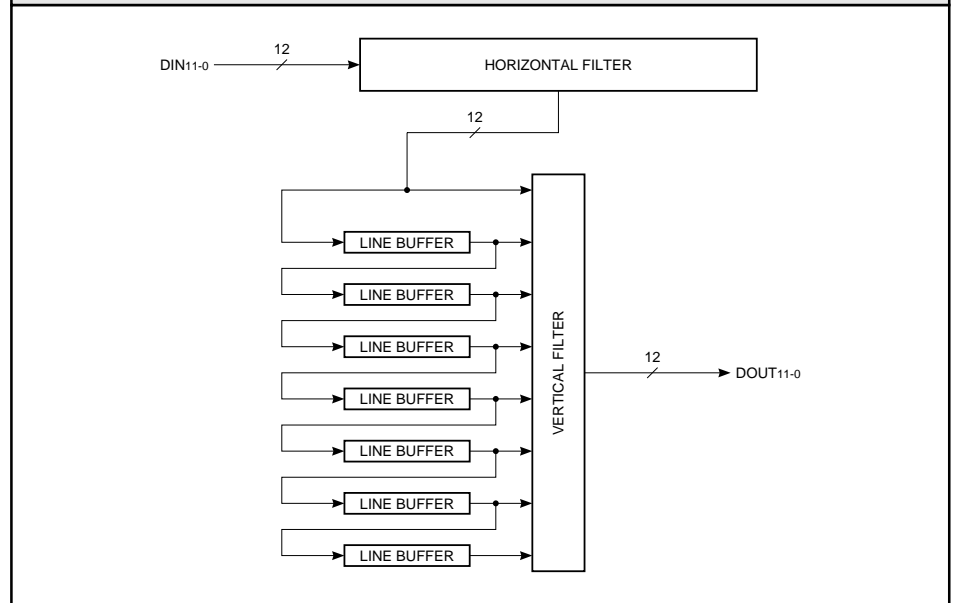 12
DIN11-0
HORIZONTAL FILTER
12
LINE BUFFER
LINE BUFFER
LINE BUFFER
LINE BUFFER
LINE BUFFER
LINE BUFFER
LINE BUFFER
VERTICAL FILTER
12
DOUT11-0